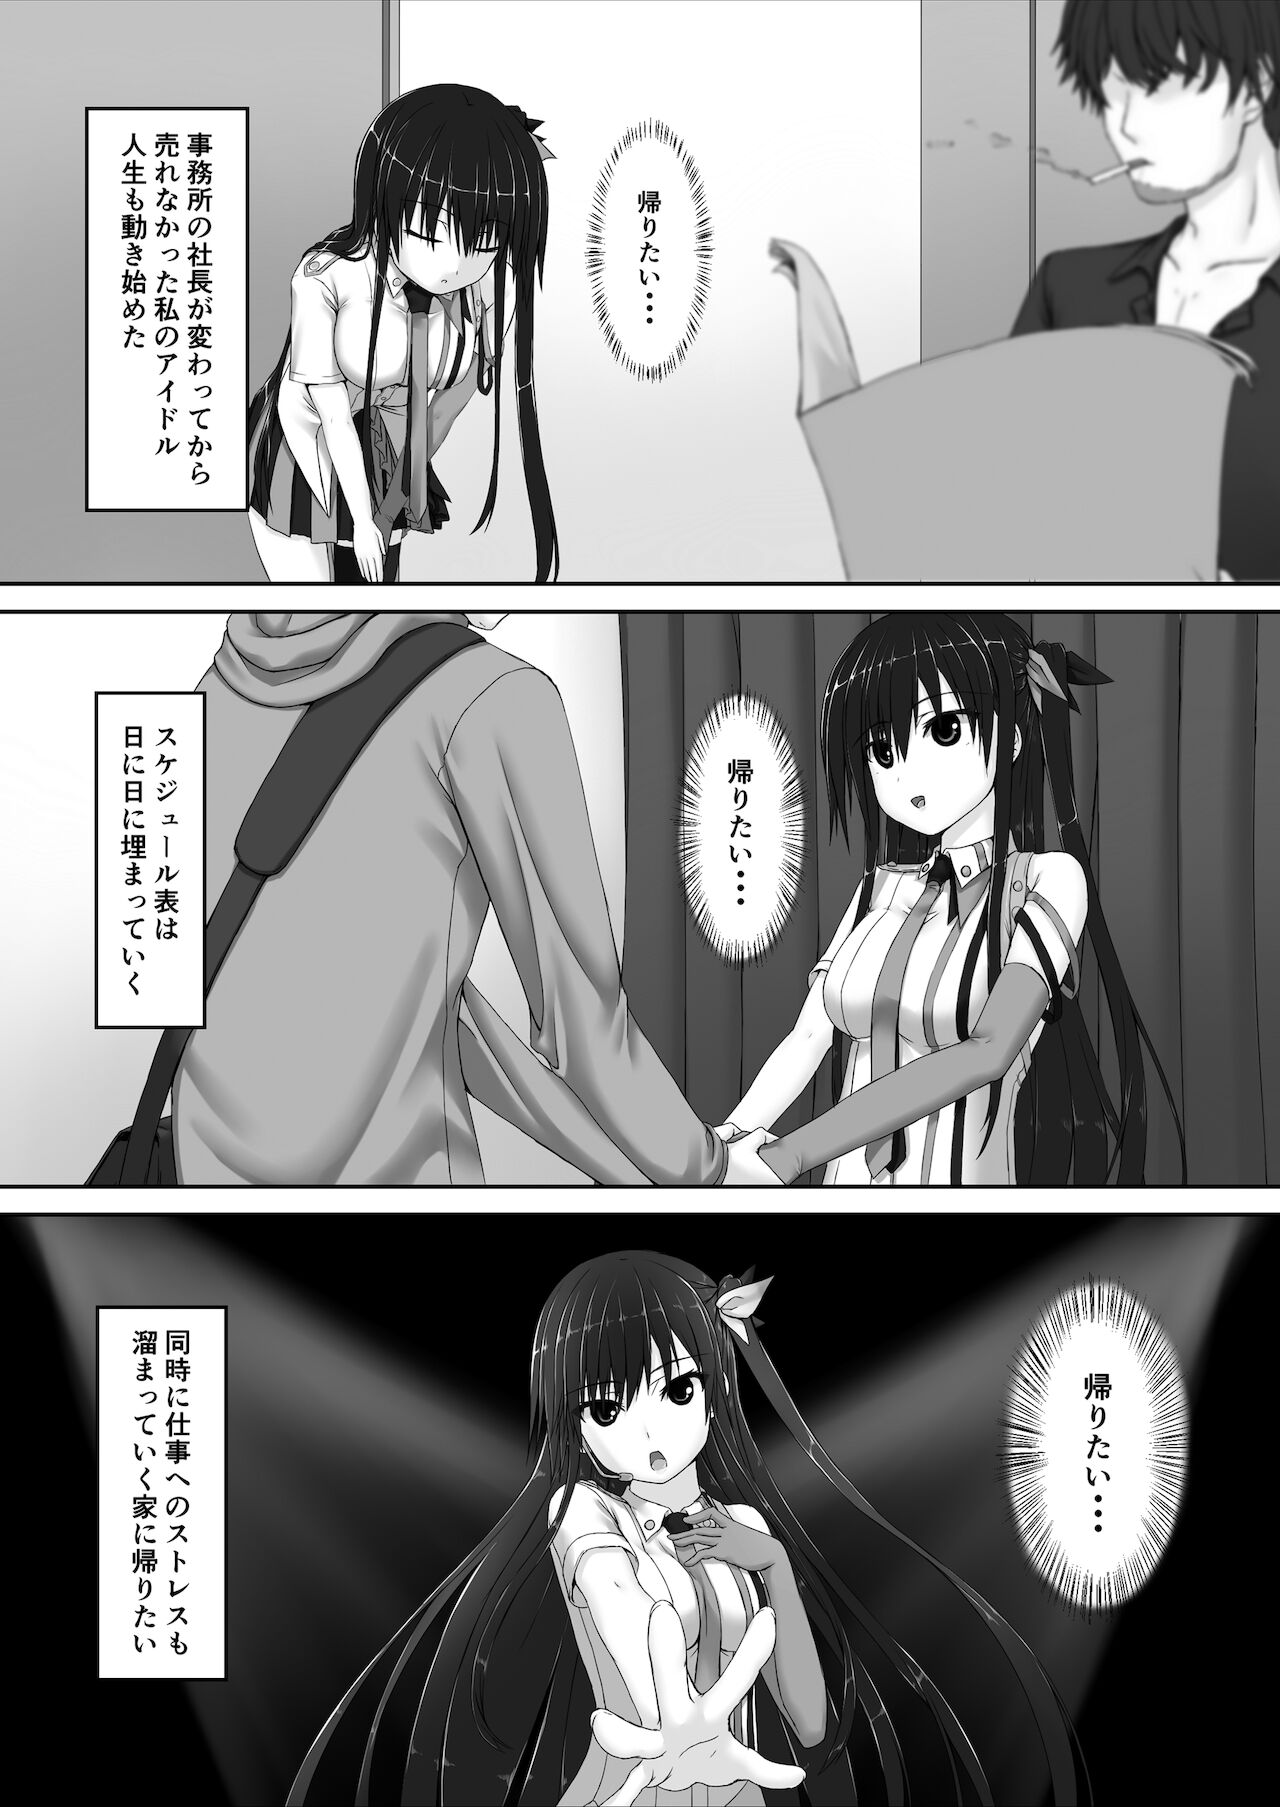 帰りたい・・・
事務所の社長が変わってから
売れなかった私のアイドル
人生も動き始めた
帰りたい・・・
スケジュール表は
日に日に埋まっていく
帰りたい・・・
同時に仕事へのストレスも
溜まっていく家に帰りたい